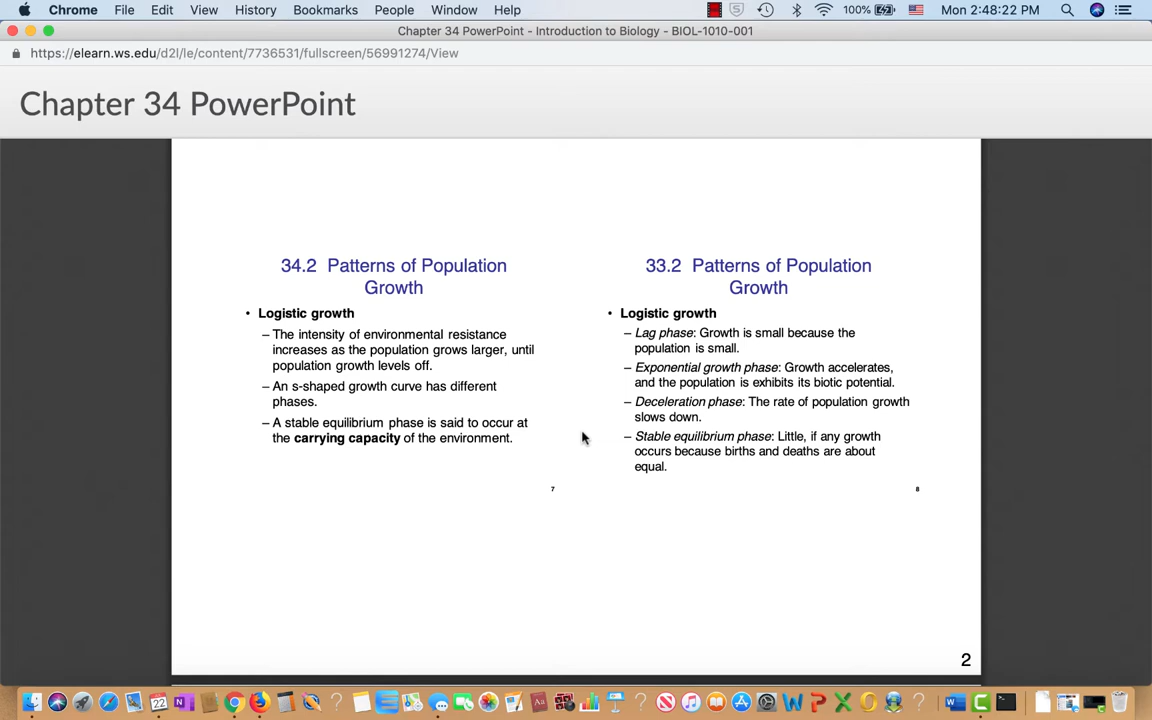 Chrome File Edit View History Bookmarks People Window Help 100% Mon 2:48:22 PM
Chapter 34 PowerPoint - Introduction to Biology - BIOL-1010-001
https://elearn.ws.edu/d2l/le/content/7736531/fullscreen/56991274/View
Chapter 34 PowerPoint
34.2 Patterns of Population
Growth
• Logistic growth
– The intensity of environmental resistance
increases as the population grows larger, until
population growth levels off.
– An s-shaped growth curve has different
phases.
– A stable equilibrium phase is said to occur at
the carrying capacity of the environment.
7
33.2 Patterns of Population
Growth
• Logistic growth
– Lag phase: Growth is small because the
population is small.
– Exponential growth phase: Growth accelerates,
and the population is exhibits its biotic potential.
– Deceleration phase: The rate of population growth
slows down.
– Stable equilibrium phase: Little, if any growth
occurs because births and deaths are about
equal.
8
2